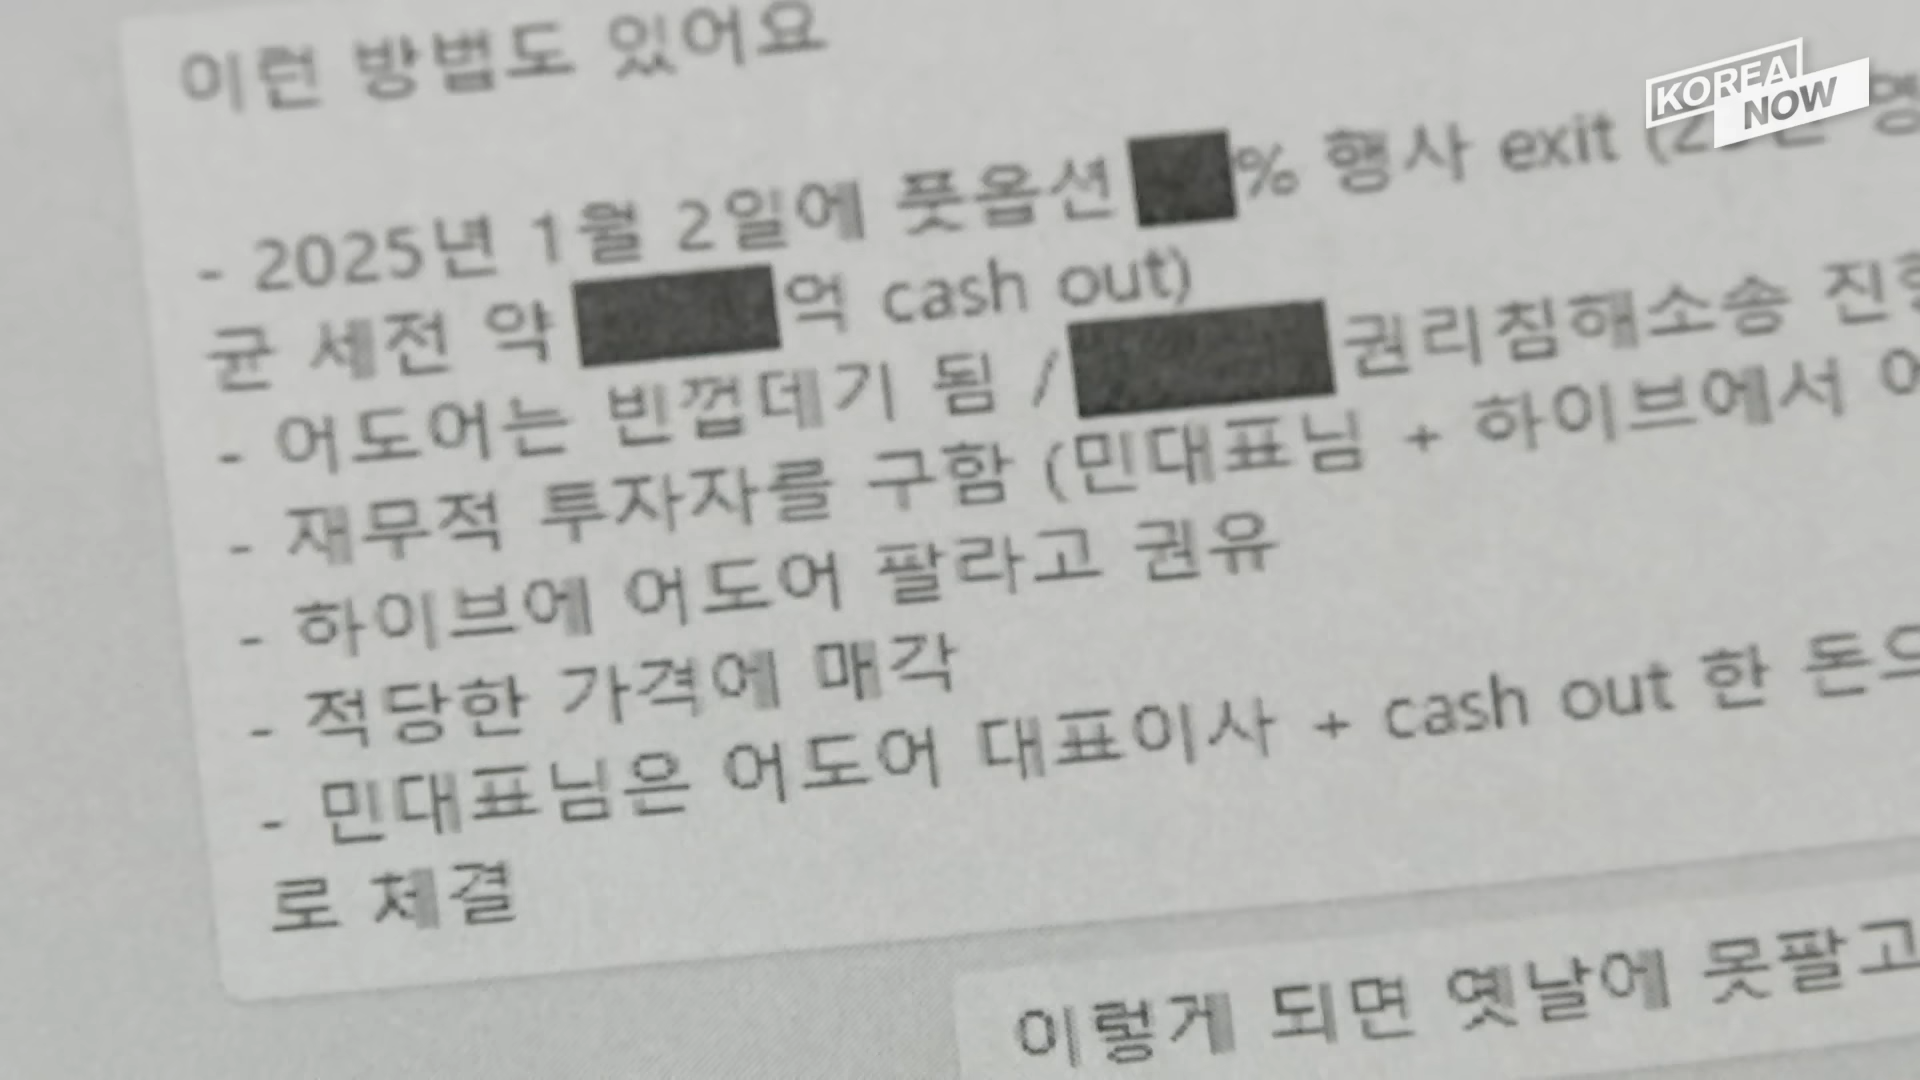 KOREA
NOW
이런 방법도 있어요
- 2025년 1월 2일에 풋옵션 % 행사 exit
균 세전 약 억 cash out)
- 어도어는 빈껍데기 됨 / 권리침해소송
- 재무적 투자자를 구함 (민대표님 + 하이브에서
- 하이브에 어도어 팔라고 권유
- 적당한 가격에 매각
- 민대표님은 어도어 대표이사 + cash out 한
로 체결
이렇게 되면 옛날에 못팔고